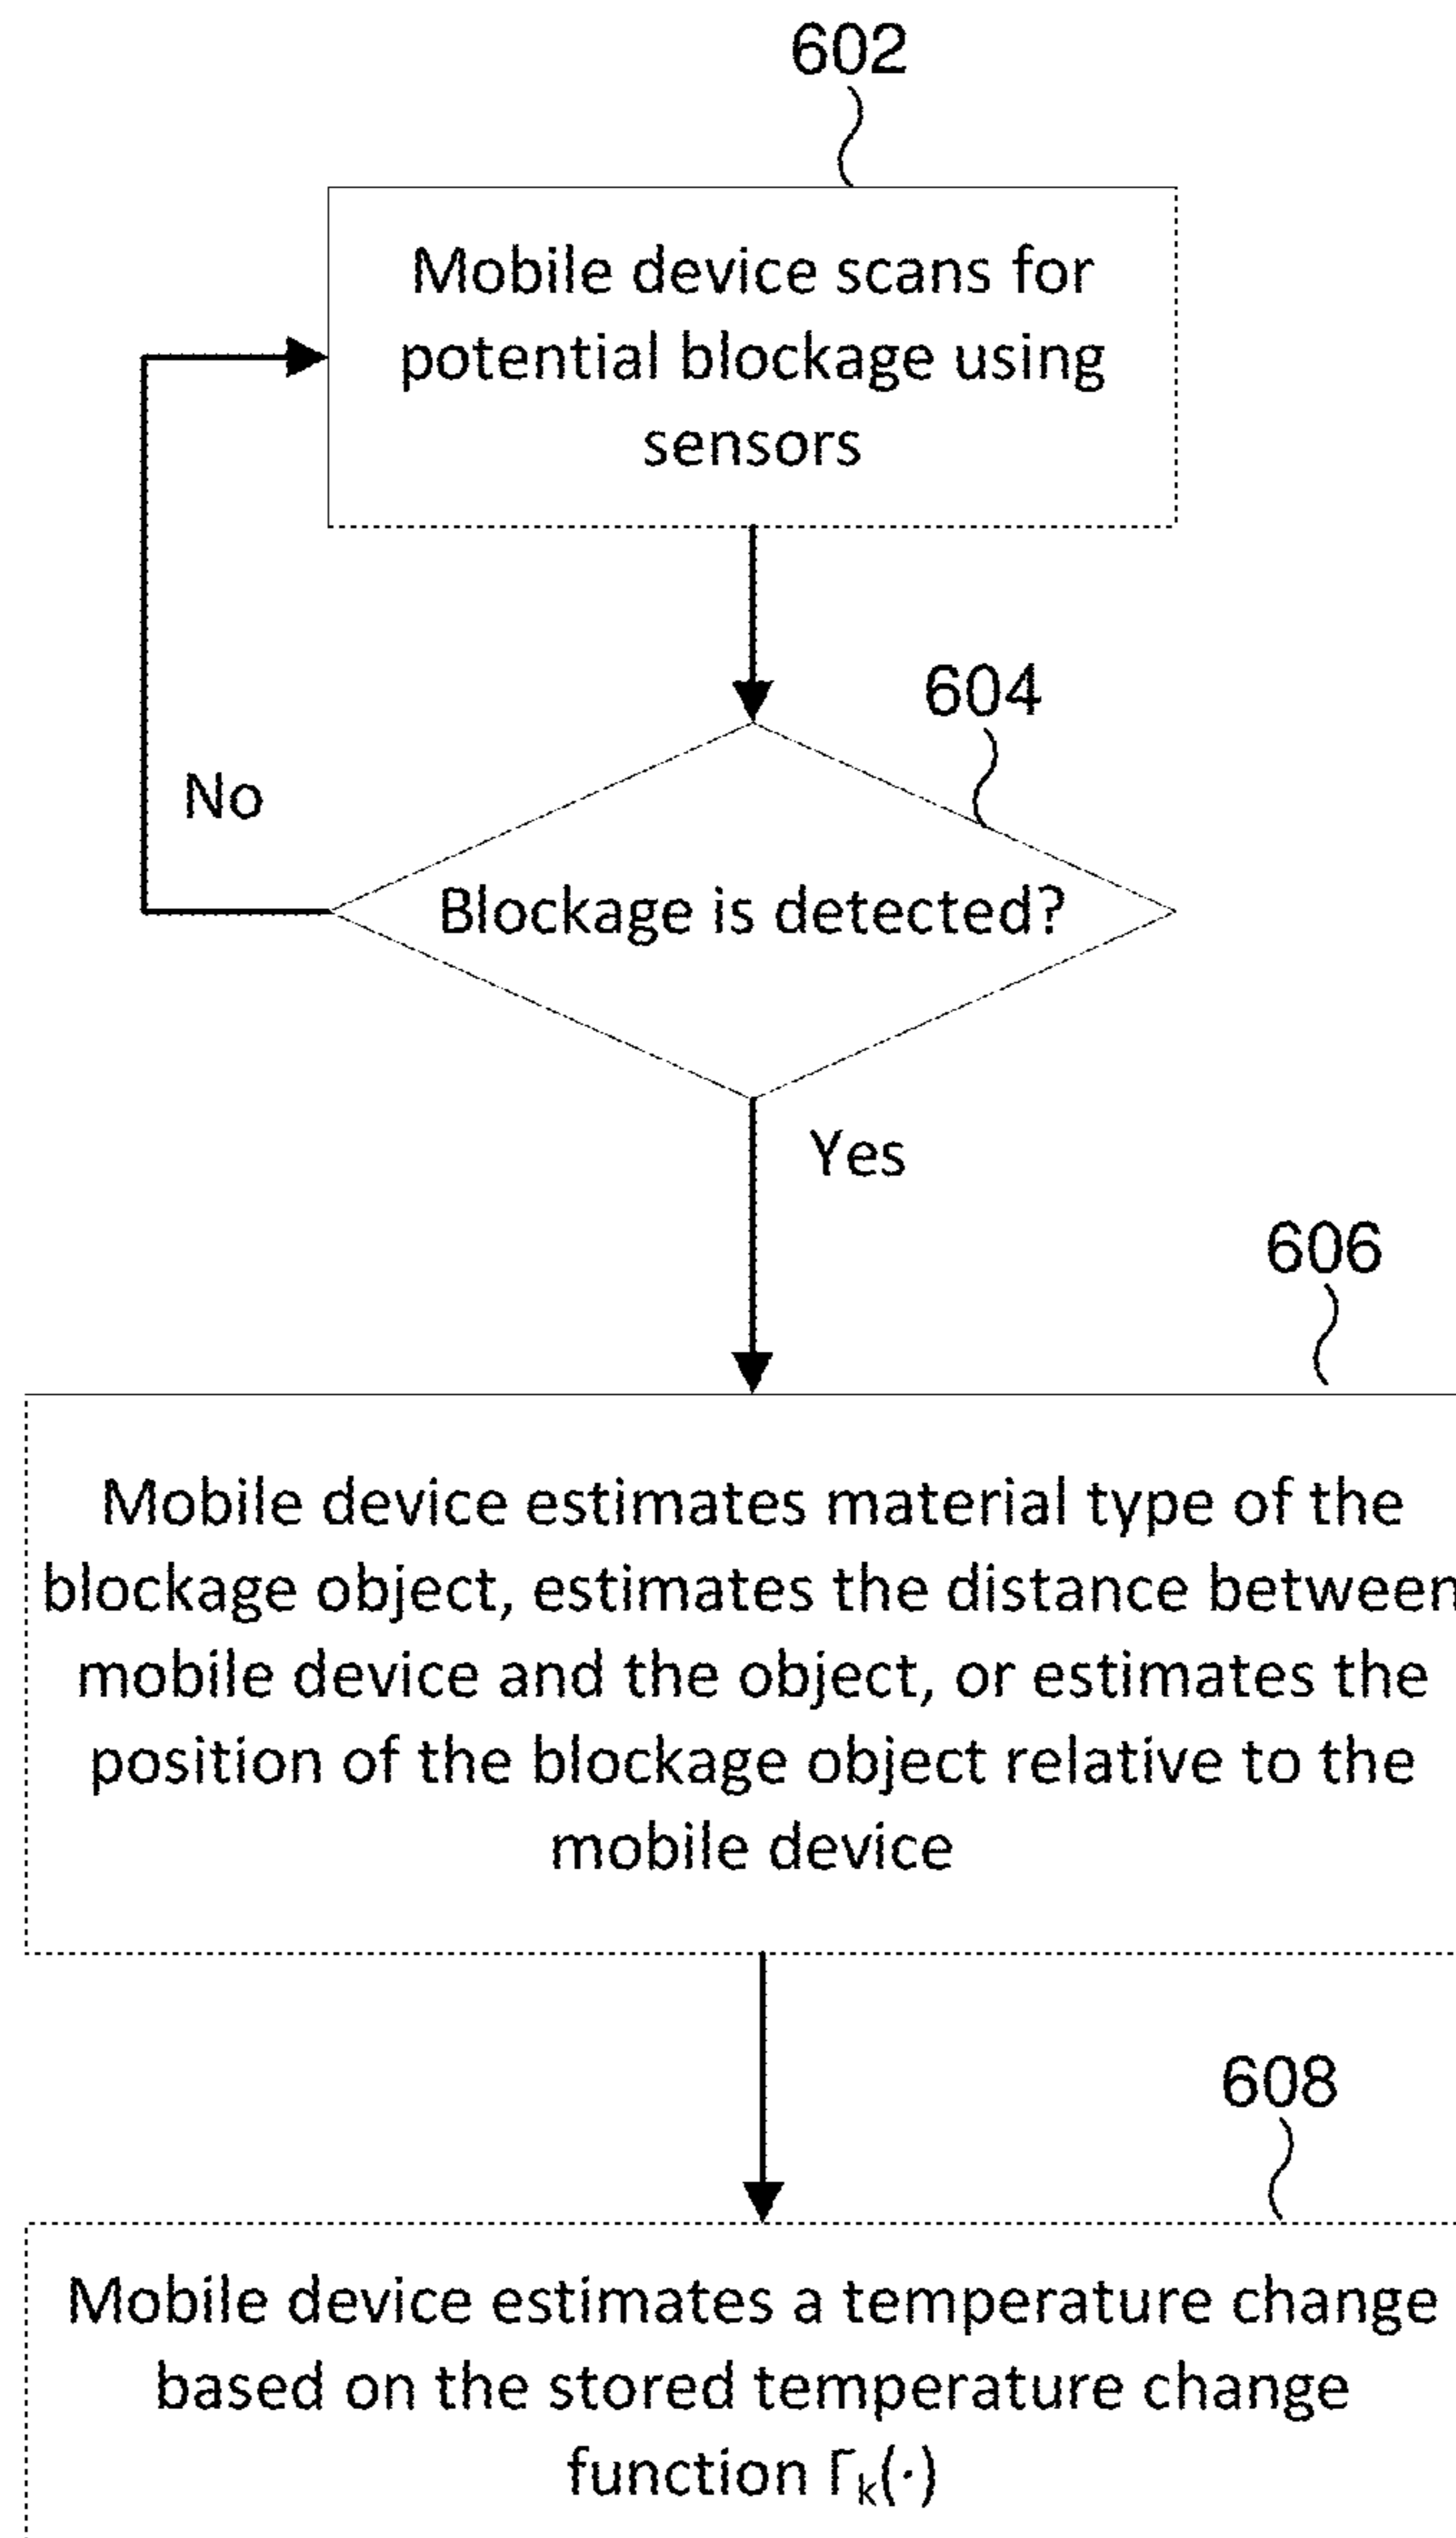 602
Mobile device scans for
potential blockage using
sensors
604
No
Blockage is detected?
Yes
606
Mobile device estimates material type of the
blockage object, estimates the distance between
mobile device and the object, or estimates the
position of the blockage object relative to the
mobile device
608
Mobile device estimates a temperature change
based on the stored temperature change
function Γₖ(·)